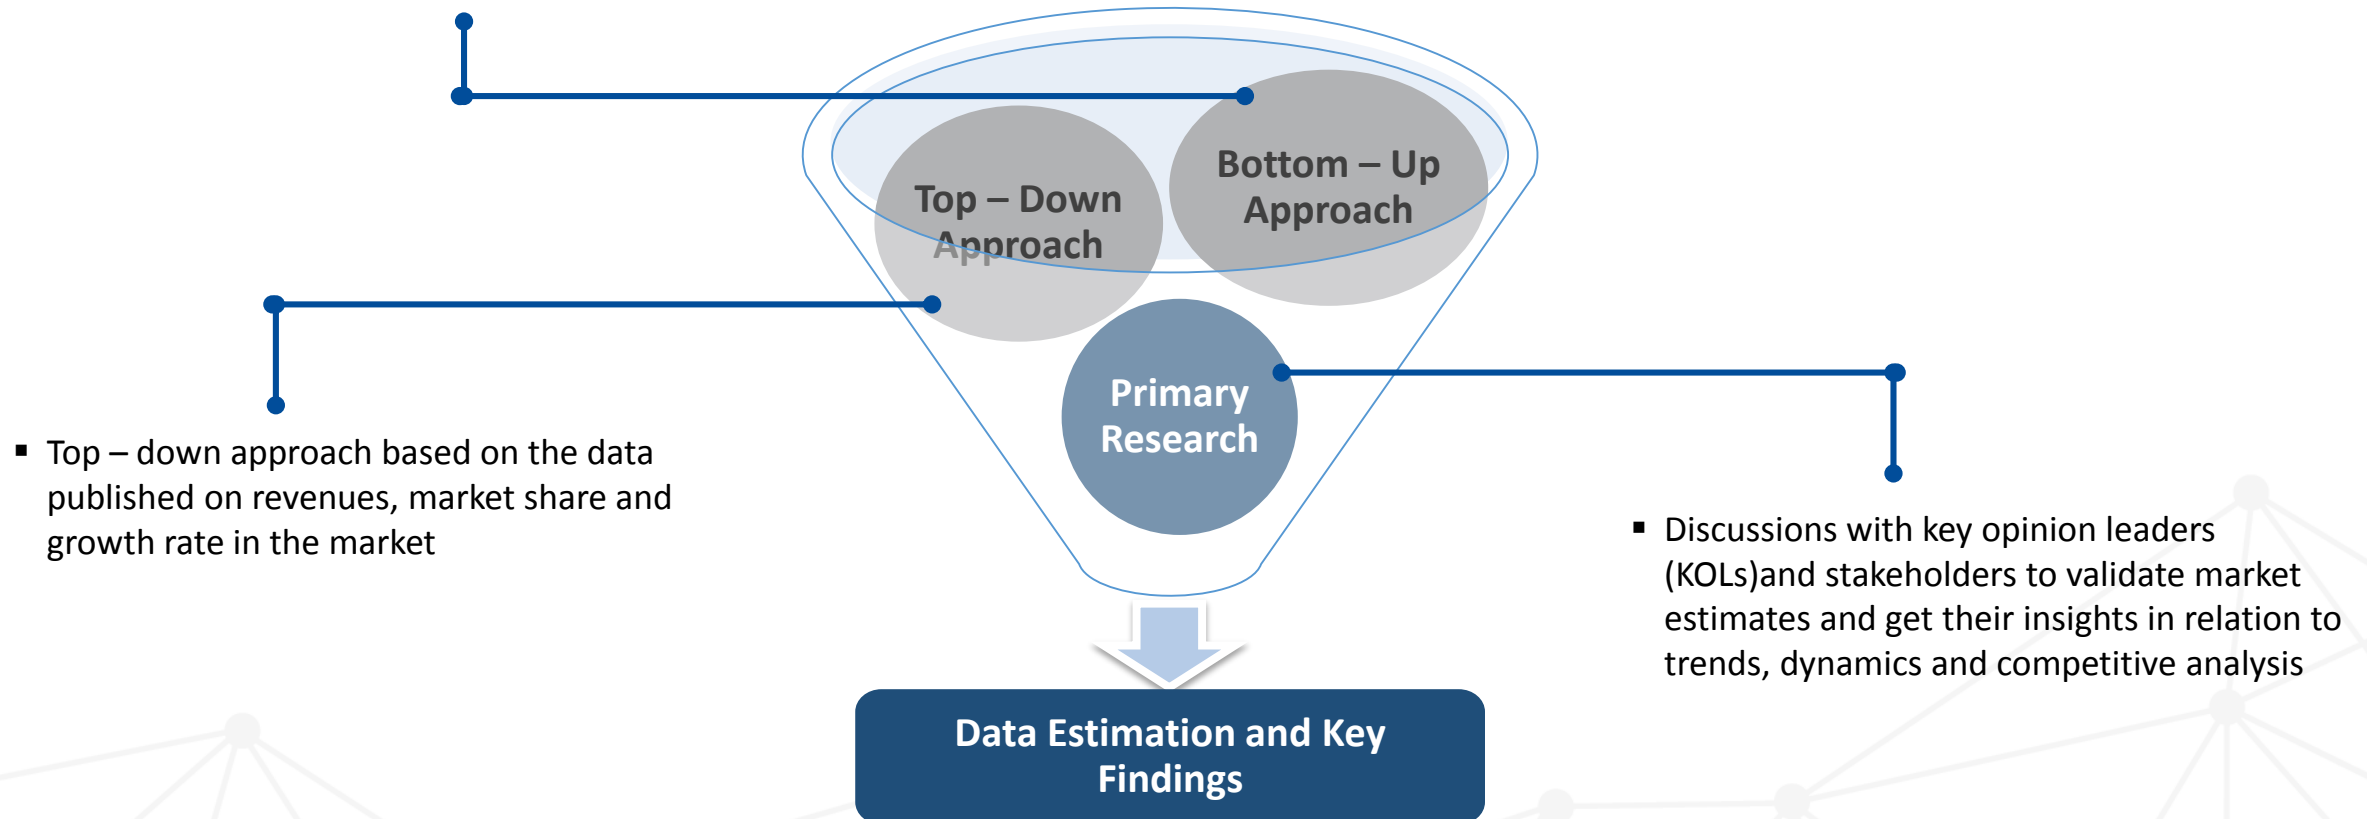 Bottom – Up
Approach
Top – Down
Approach
Primary
Research
▪ Top – down approach based on the data
published on revenues, market share and
growth rate in the market
▪ Discussions with key opinion leaders
(KOLs)and stakeholders to validate market
estimates and get their insights in relation to
trends, dynamics and competitive analysis
Data Estimation and Key
Findings